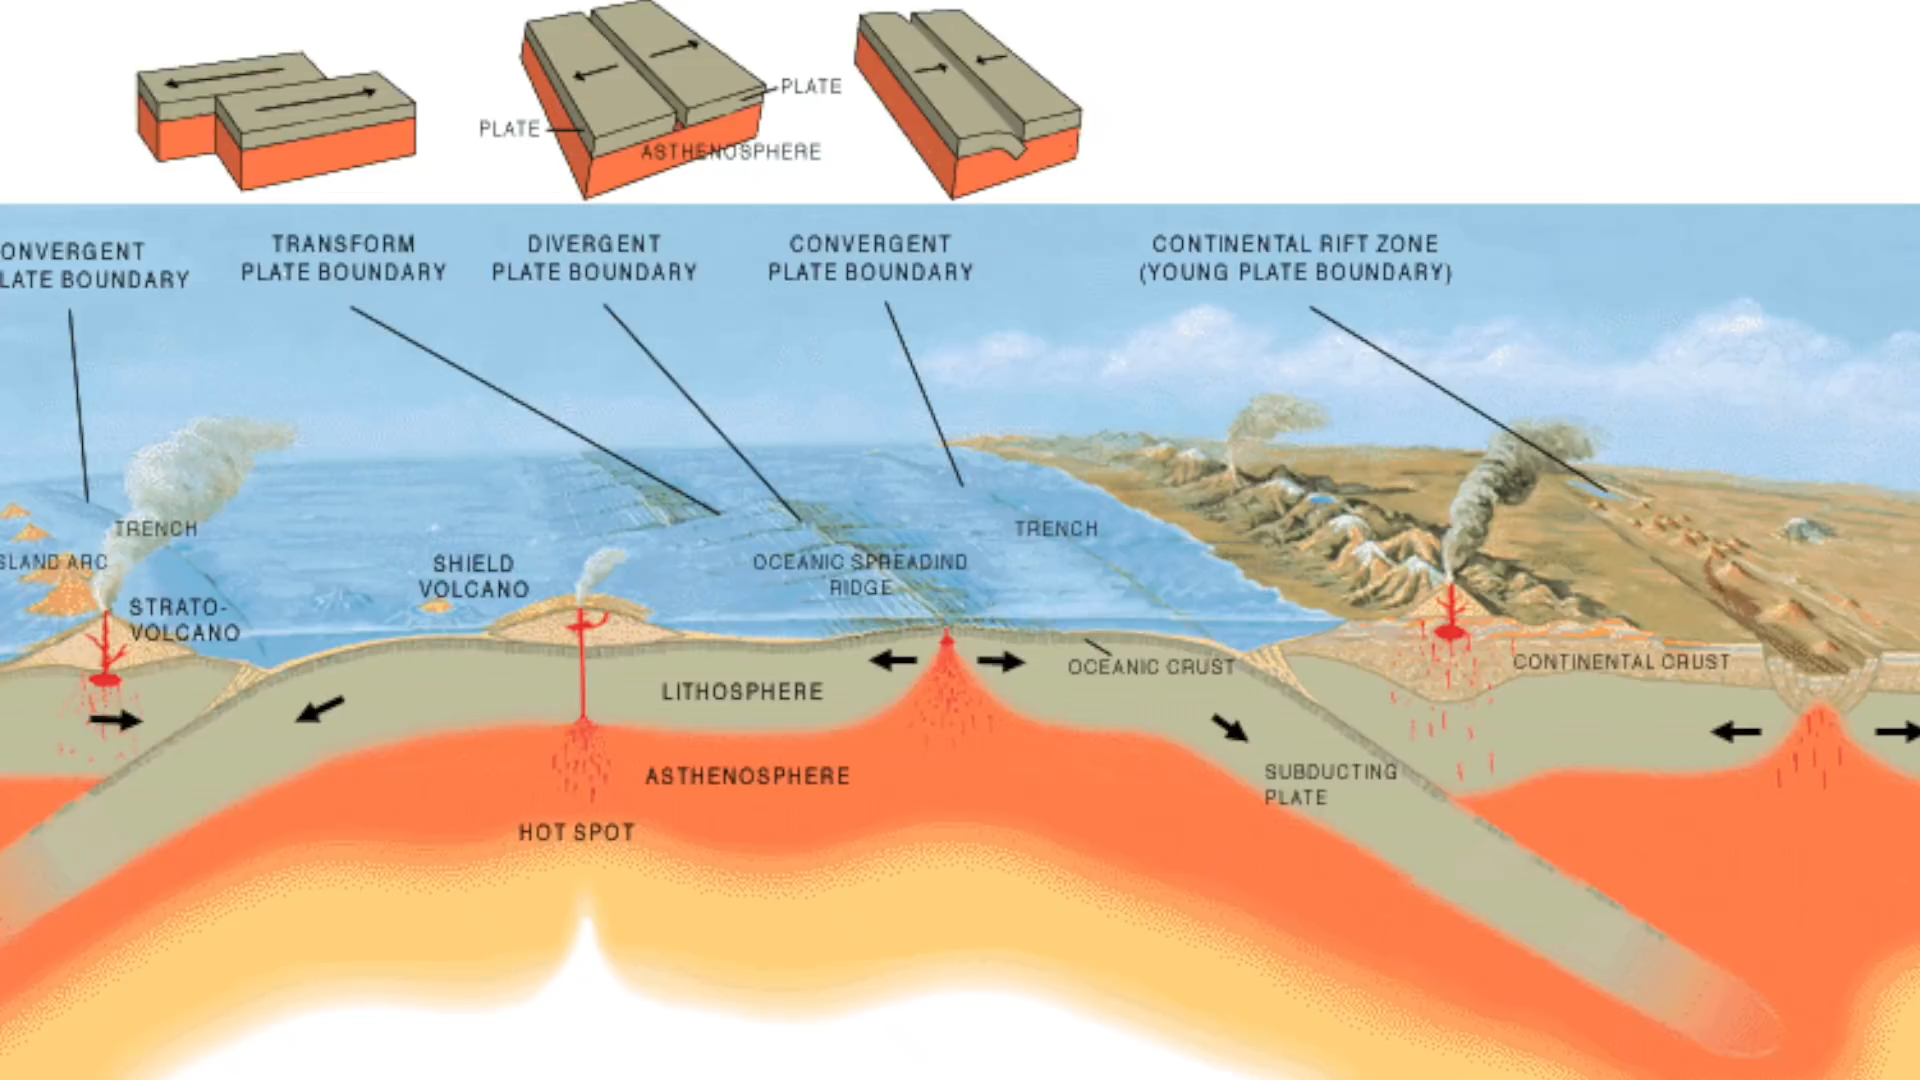 PLATE
PLATE
ASTHENOSPHERE
ONVERGENT
LATE BOUNDARY
TRANSFORM
PLATE BOUNDARY
DIVERGENT
PLATE BOUNDARY
CONVERGENT
PLATE BOUNDARY
CONTINENTAL RIFT ZONE
(YOUNG PLATE BOUNDARY)
TRENCH
SLAND ARC
STRATO-
VOLCANO
SHIELD
VOLCANO
OCEANIC SPREADIND
RIDGE
TRENCH
OCEANIC CRUST
CONTINENTAL CRUST
LITHOSPHERE
ASTHENOSPHERE
HOT SPOT
SUBDUCTING
PLATE